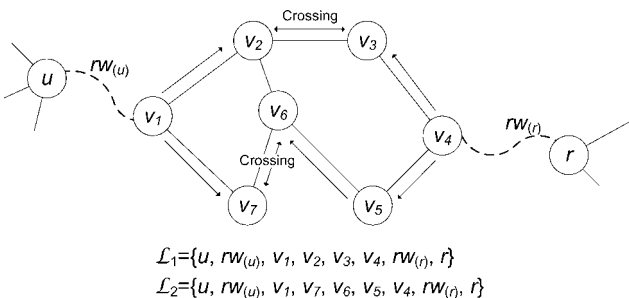 Crossing
v2
v3
u
rw(u)
v1
v6
v4
rw(r)
r
Crossing
v7
v5
ℒ1={u, rw(u), v1, v2, v3, v4, rw(r), r}
ℒ2={u, rw(u), v1, v7, v6, v5, v4, rw(r), r}